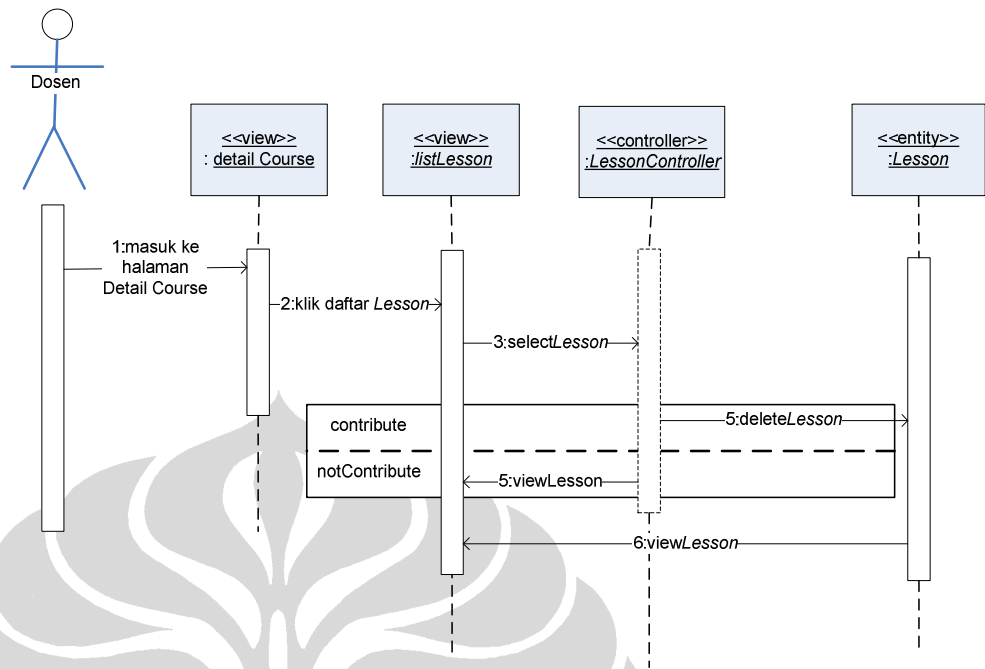 Dosen
<<view>>
: detail Course
<<view>>
:listLesson
<<controller>>
:LessonController
<<entity>>
:Lesson
1:masuk ke
halaman
Detail Course
2:klik daftar Lesson
3:selectLesson
contribute
5:deleteLesson
notContribute
5:viewLesson
6:viewLesson